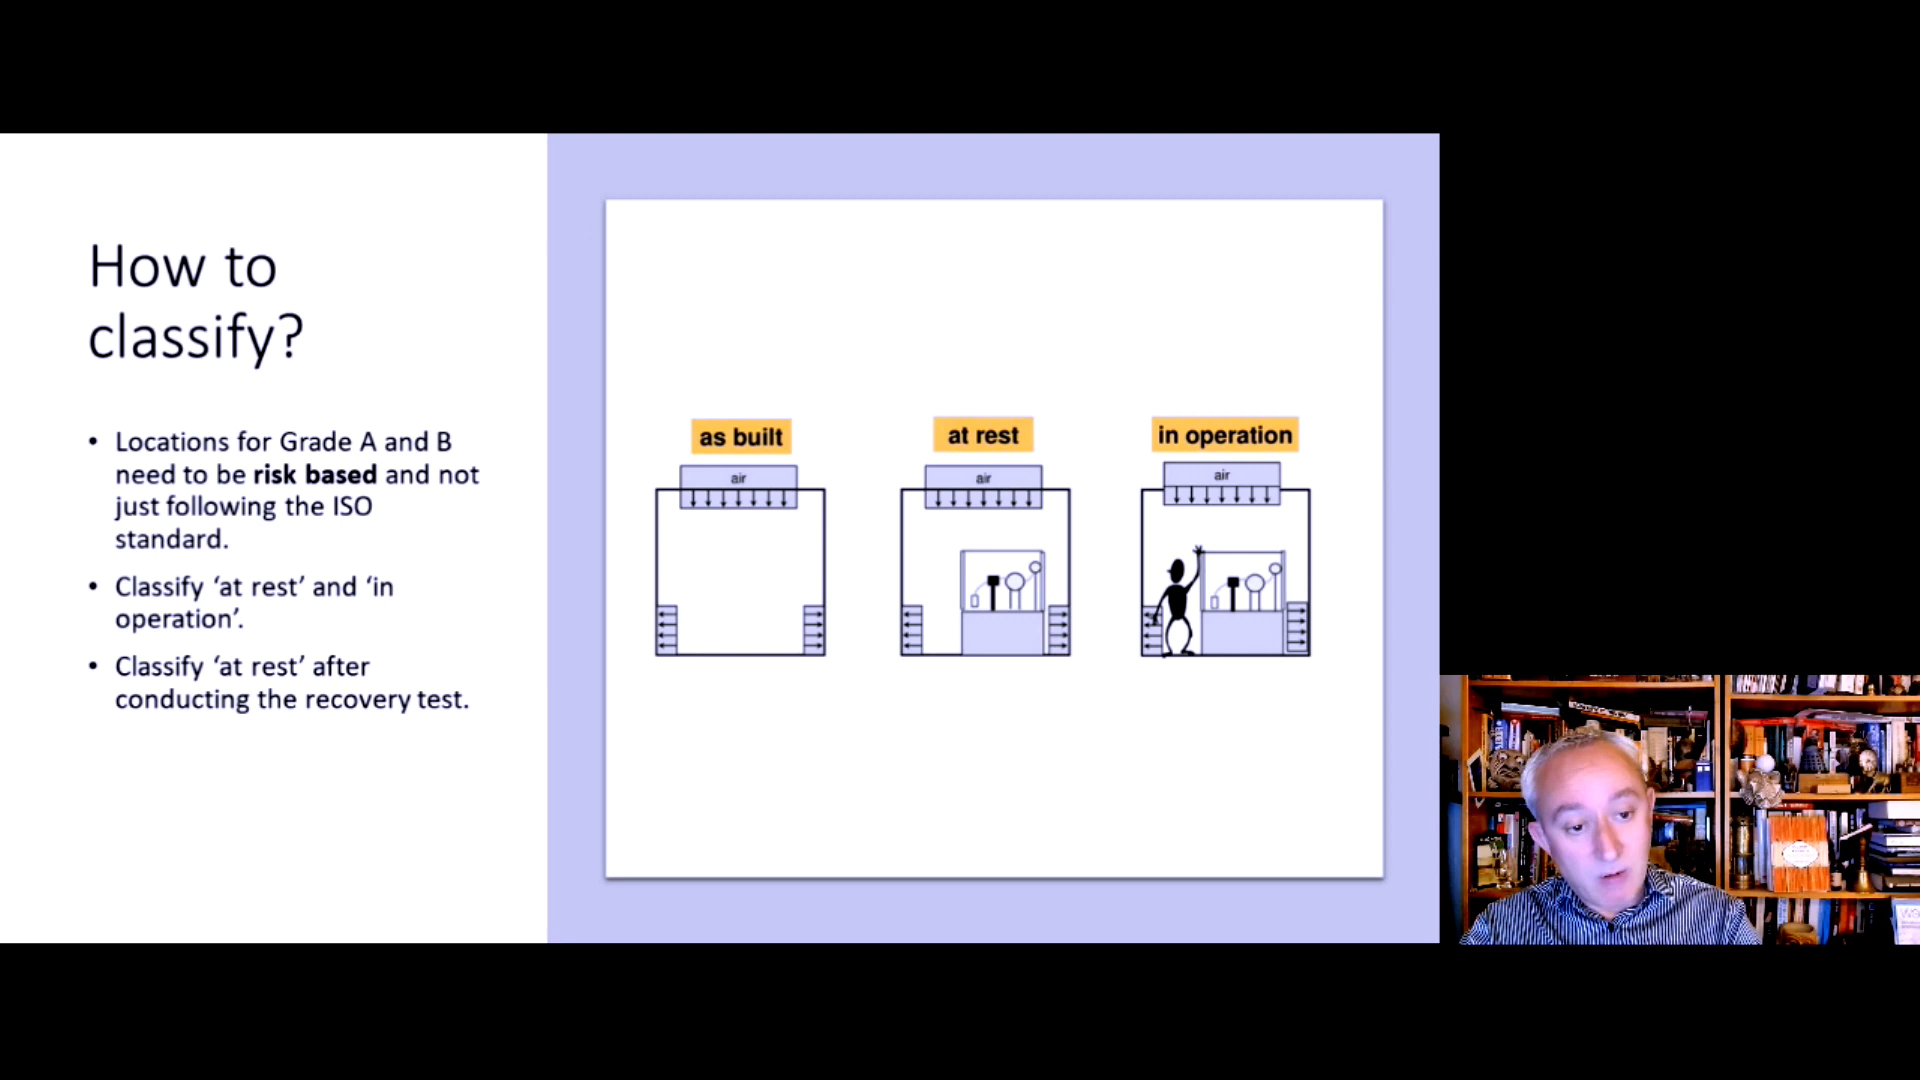 How to
classify?
• Locations for Grade A and B
need to be risk based and not
just following the ISO
standard.
• Classify ‘at rest’ and ‘in
operation’.
• Classify ‘at rest’ after
conducting the recovery test.
as built
at rest
in operation
air
air
air